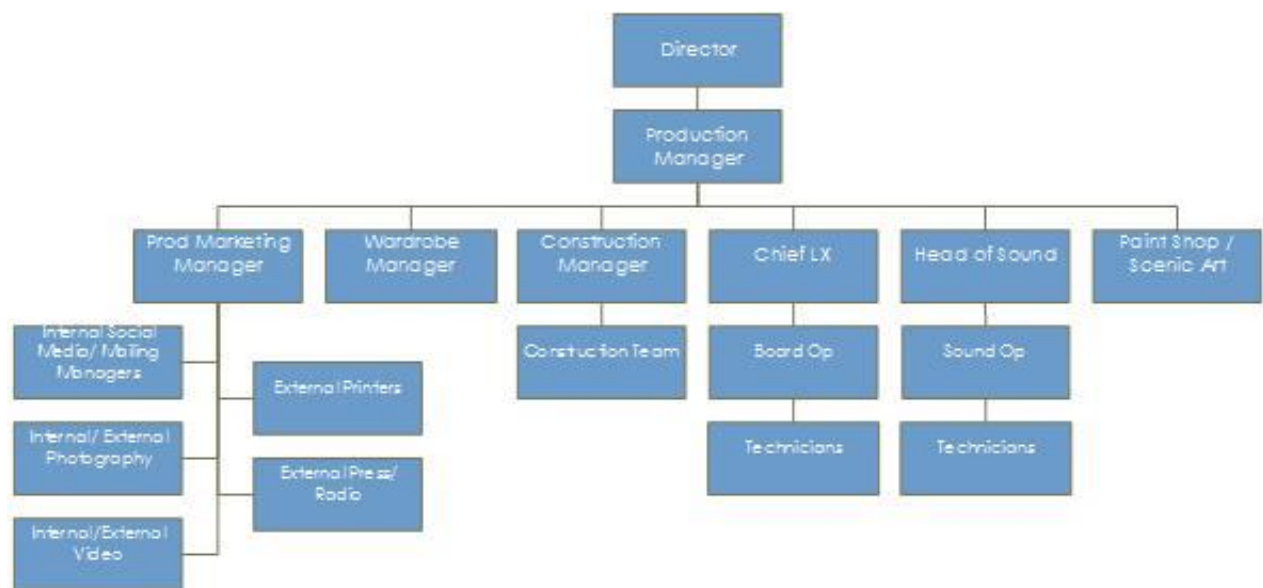 Director
Production
Manager
Prod Marketing
Manager
Wardrobe
Manager
Construction
Manager
Chief LX
Head of Sound
Paint Shop /
Scenic Art
Internal Social
Media/ Mailing
Managers
External Printers
Construction Team
Board Op
Sound Op
Internal/ External
Photography
External Press/
Radio
Technicians
Technicians
Internal/External
Video